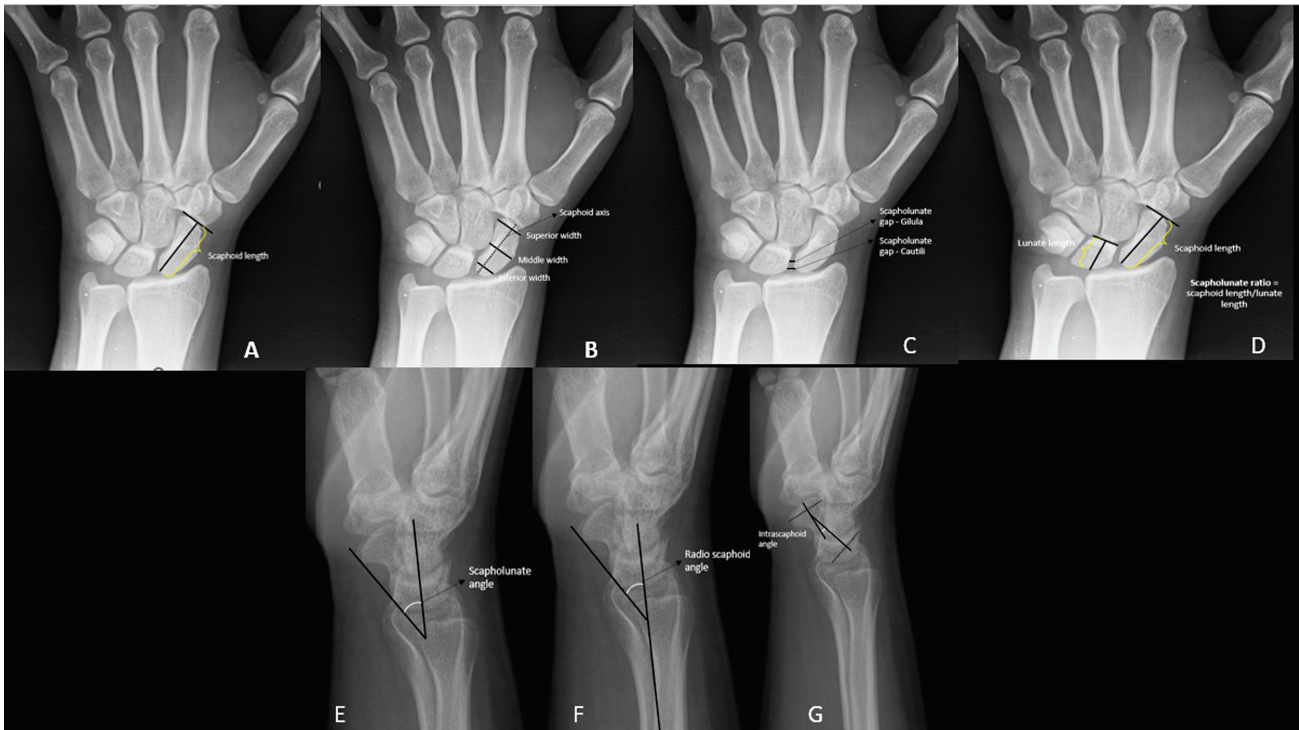 Scaphoid length
A
Scaphoid axis
Superior width
Middle width
Inferior width
B
Scapholunate
gap - Gilula
Scapholunate
gap - Cautili
C
Lunate length
Scaphoid length
Scapholunate ratio =
scaphoid length/lunate
length
D
Scapholunate
angle
E
Radio scaphoid
angle
F
Intrascaphoid
angle
G